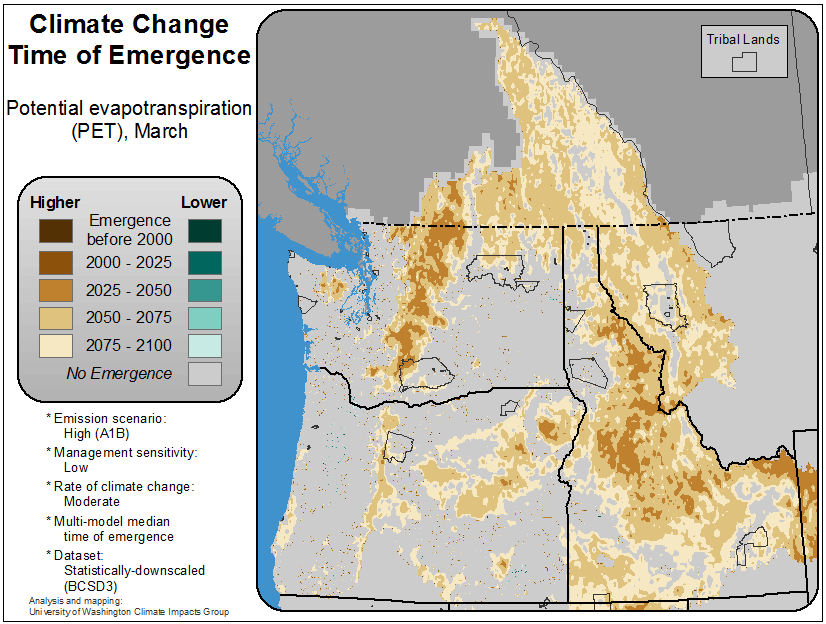 Climate Change
Time of Emergence
Potential evapotranspiration
(PET), March
Higher
Lower
Emergence
before 2000
2000 - 2025
2025 - 2050
2050 - 2075
2075 - 2100
No Emergence
* Emission scenario:
High (A1B)
* Management sensitivity:
Low
* Rate of climate change:
Moderate
* Multi-model median
time of emergence
* Dataset:
Statistically-downscaled
(BCSD3)
Analysis and mapping:
University of Washington Climate Impacts Group
Tribal Lands